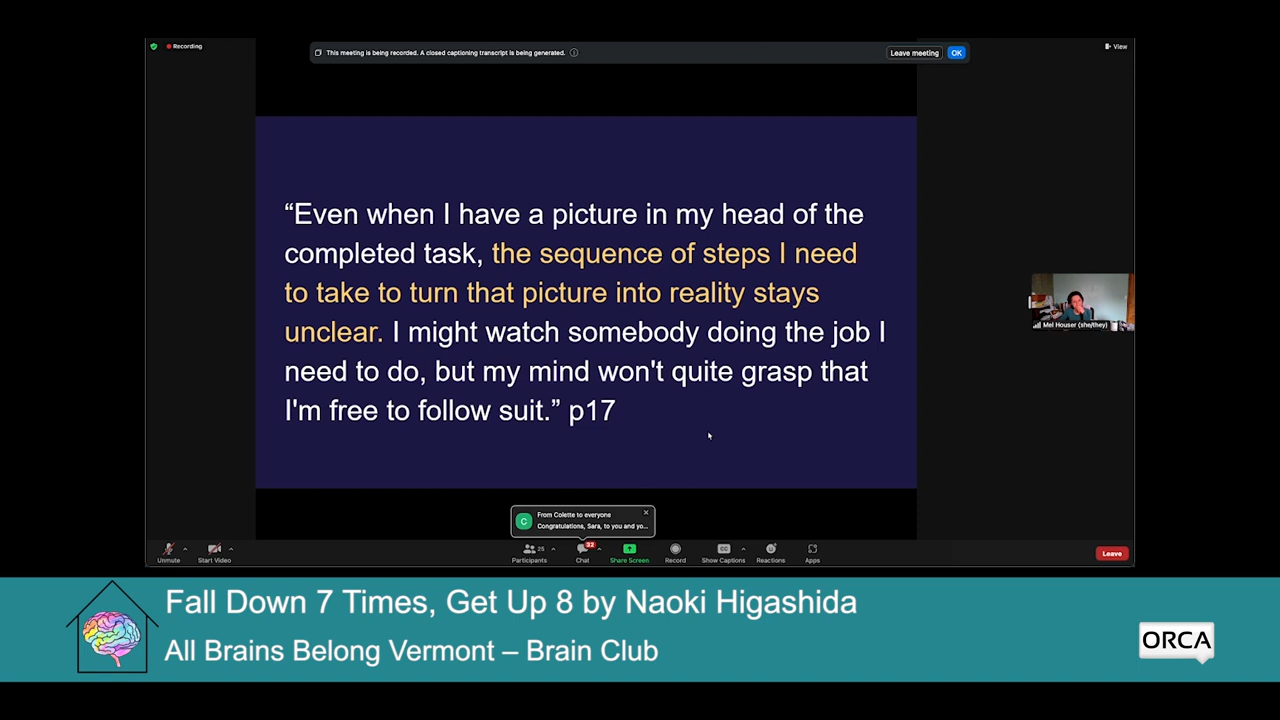 Recording
This meeting is being recorded. A closed captioning transcript is being generated.
Leave meeting
OK
View
“Even when I have a picture in my head of the
completed task, the sequence of steps I need
to take to turn that picture into reality stays
unclear. I might watch somebody doing the job I
need to do, but my mind won't quite grasp that
I'm free to follow suit.” p17
Mel Houser (she/they)
C
From Colette to everyone
Congratulations, Sara, to you and yo...
Unmute
Start Video
25
Participants
33
Chat
Share Screen
Record
CC
Show Captions
Reactions
Apps
Leave
Fall Down 7 Times, Get Up 8 by Naoki Higashida
All Brains Belong Vermont – Brain Club
ORCA